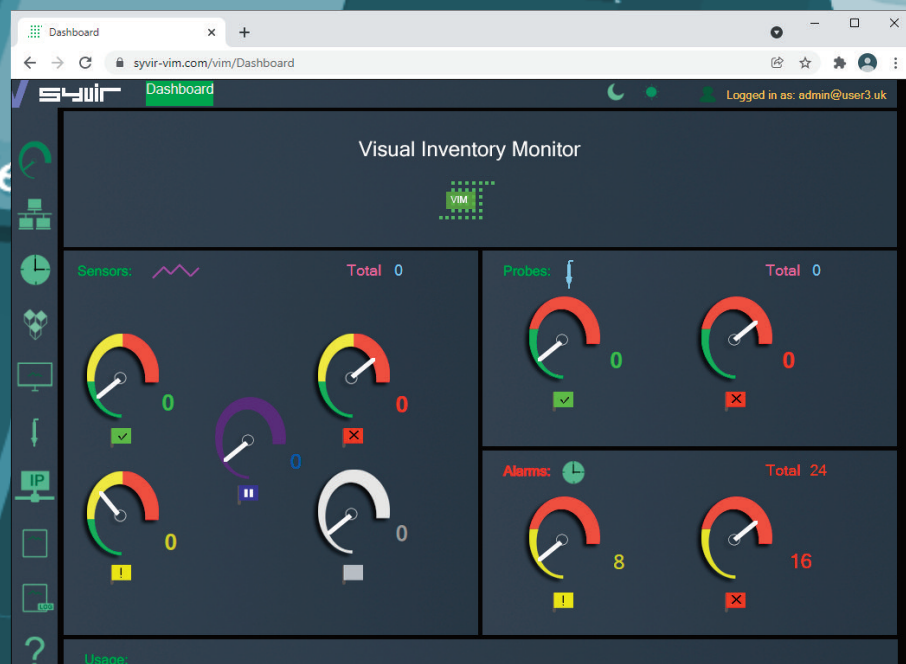 Dashboard
syvir-vim.com/vim/Dashboard
syvir
Dashboard
Logged in as: admin@user3.uk
Visual Inventory Monitor
VIM
Sensors:
Total 0
0
0
0
0
0
Probes:
Total 0
0
0
Alarms:
Total 24
8
16
IP
LOG
Usage: